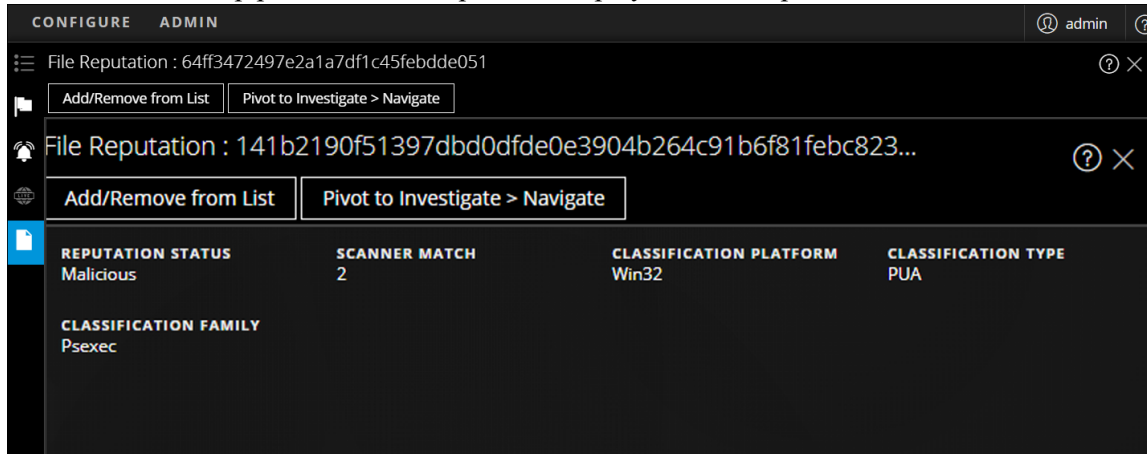 CONFIGURE ADMIN admin
File Reputation : 64ff3472497e2a1a7df1c45febdde051
Add/Remove from List Pivot to Investigate > Navigate
File Reputation : 141b2190f51397dbd0dfde0e3904b264c91b6f81febc823...
Add/Remove from List Pivot to Investigate > Navigate
REPUTATION STATUS SCANNER MATCH CLASSIFICATION PLATFORM CLASSIFICATION TYPE
Malicious 2 Win32 PUA
CLASSIFICATION FAMILY
Psexec